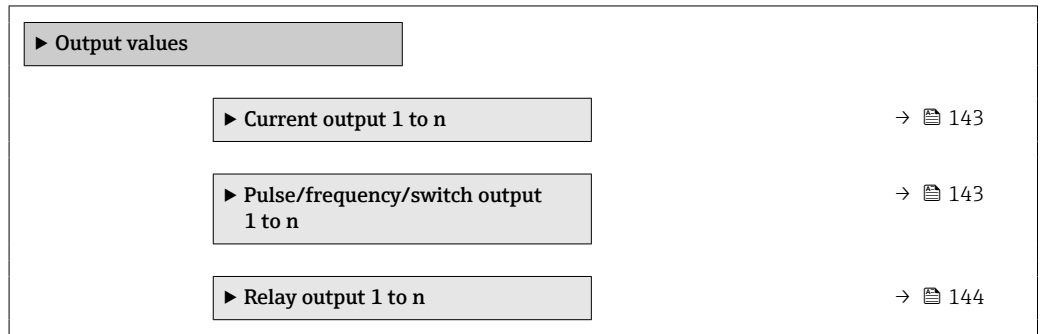 ► Output values
► Current output 1 to n → 143
► Pulse/frequency/switch output
1 to n → 143
► Relay output 1 to n → 144